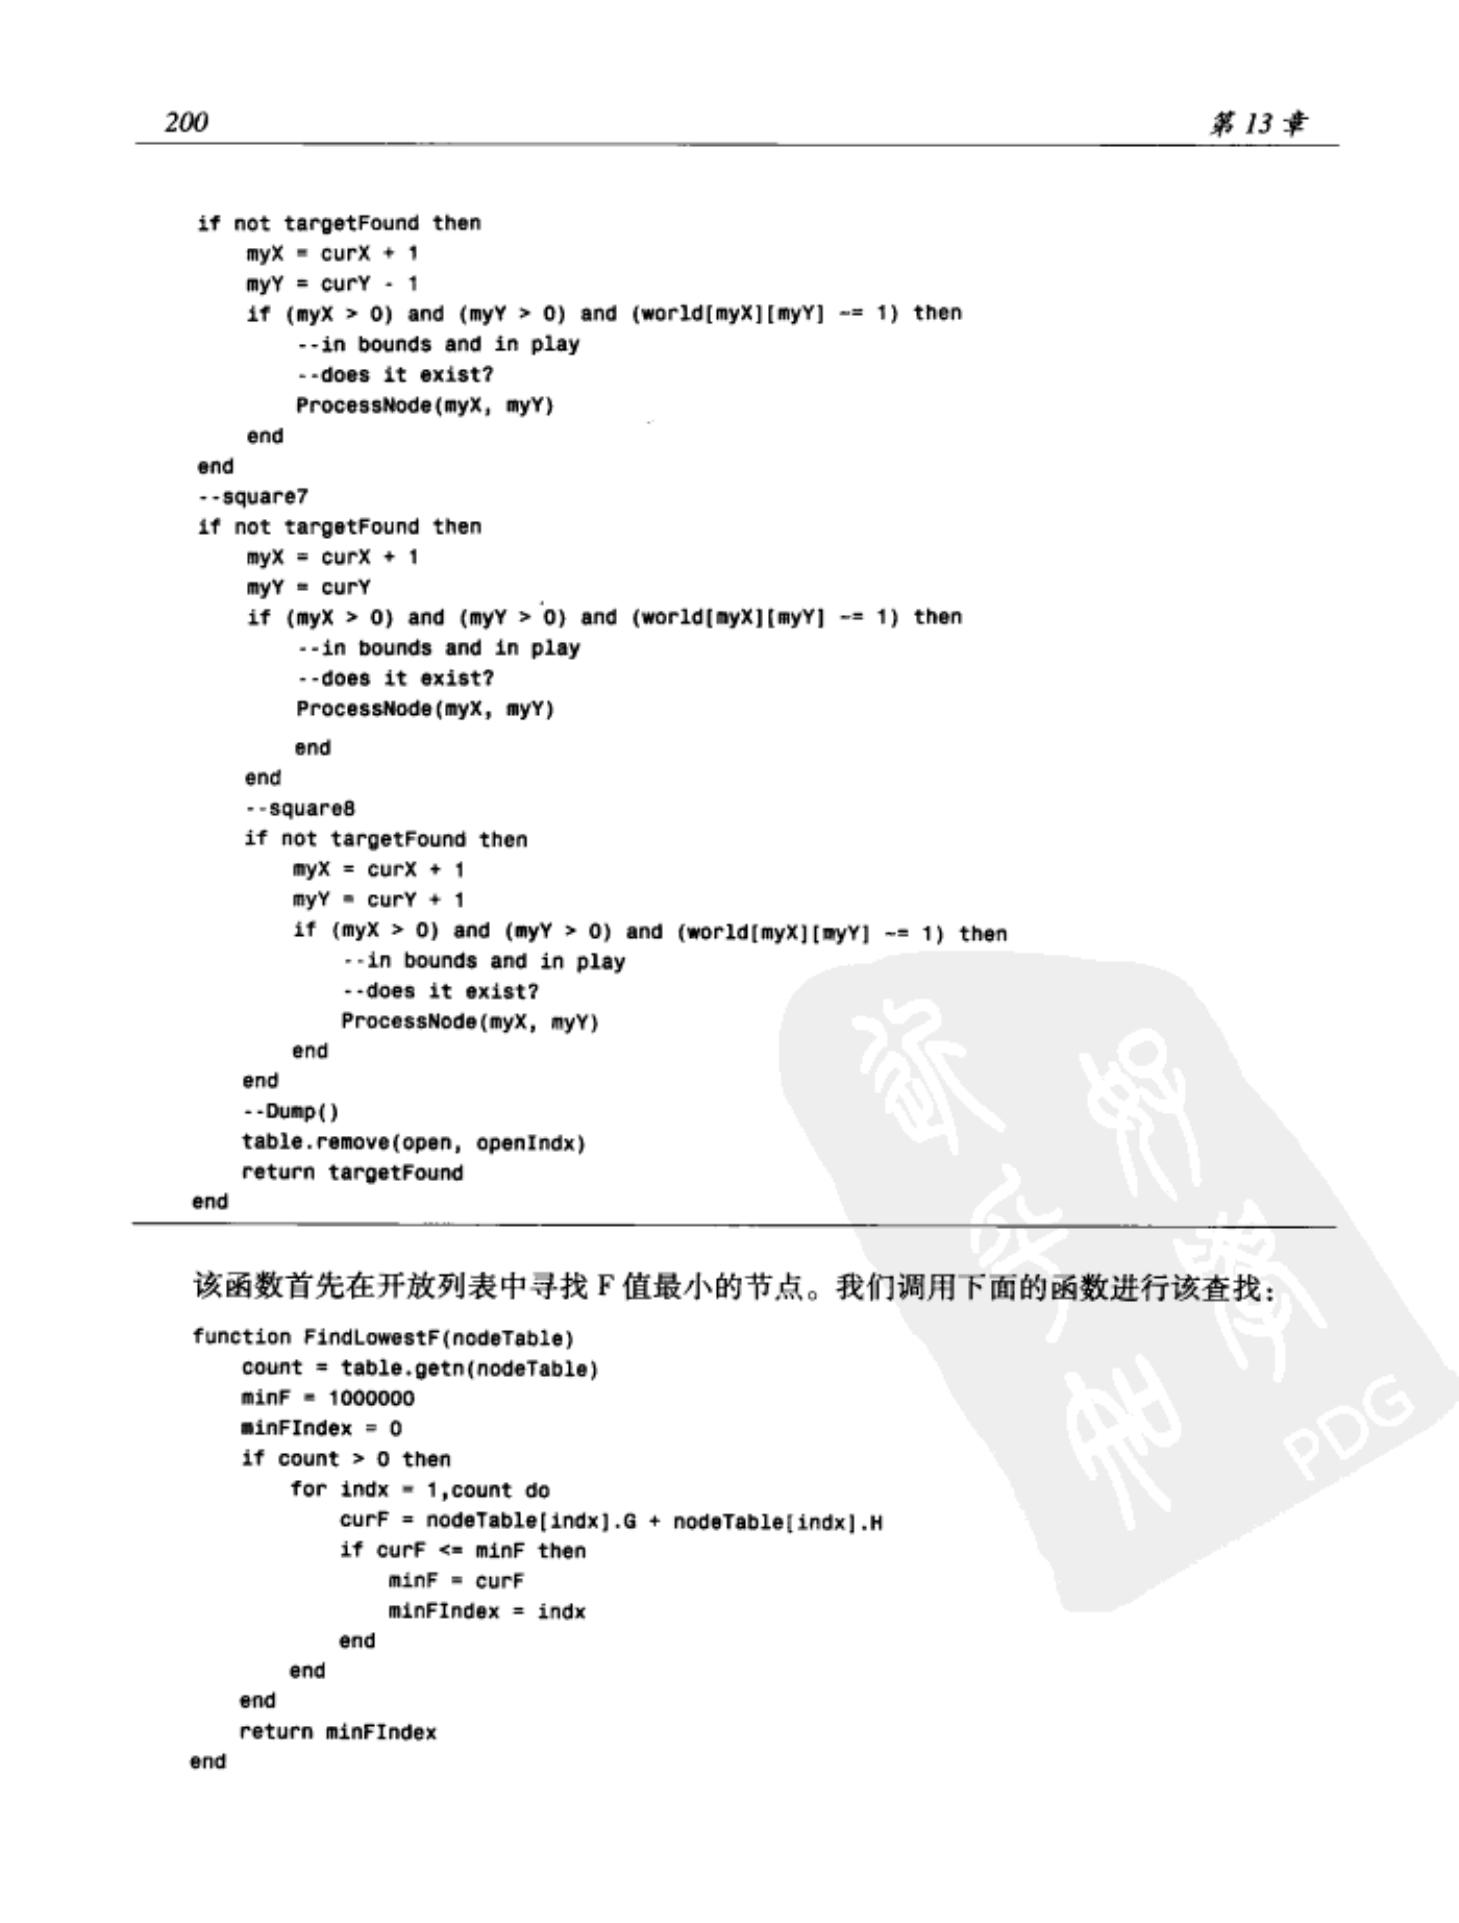 200
第 13 章
if not targetFound then
    myX = curX + 1
    myY = curY - 1
    if (myX > 0) and (myY > 0) and (world[myX][myY] ~= 1) then
        --in bounds and in play
        --does it exist?
        ProcessNode(myX, myY)
    end
end
--square7
if not targetFound then
    myX = curX + 1
    myY = curY
    if (myX > 0) and (myY > 0) and (world[myX][myY] ~= 1) then
        --in bounds and in play
        --does it exist?
        ProcessNode(myX, myY)
        end
    end
    --square8
    if not targetFound then
        myX = curX + 1
        myY = curY + 1
        if (myX > 0) and (myY > 0) and (world[myX][myY] ~= 1) then
            --in bounds and in play
            --does it exist?
            ProcessNode(myX, myY)
        end
    end
    --Dump()
    table.remove(open, openIndx)
    return targetFound
end
该函数首先在开放列表中寻找 F 值最小的节点。我们调用下面的函数进行该查找:
function FindLowestF(nodeTable)
    count = table.getn(nodeTable)
    minF = 1000000
    minFIndex = 0
    if count > 0 then
        for indx = 1,count do
            curF = nodeTable[indx].G + nodeTable[indx].H
            if curF <= minF then
                minF = curF
                minFIndex = indx
            end
        end
    end
    return minFIndex
end
PDG